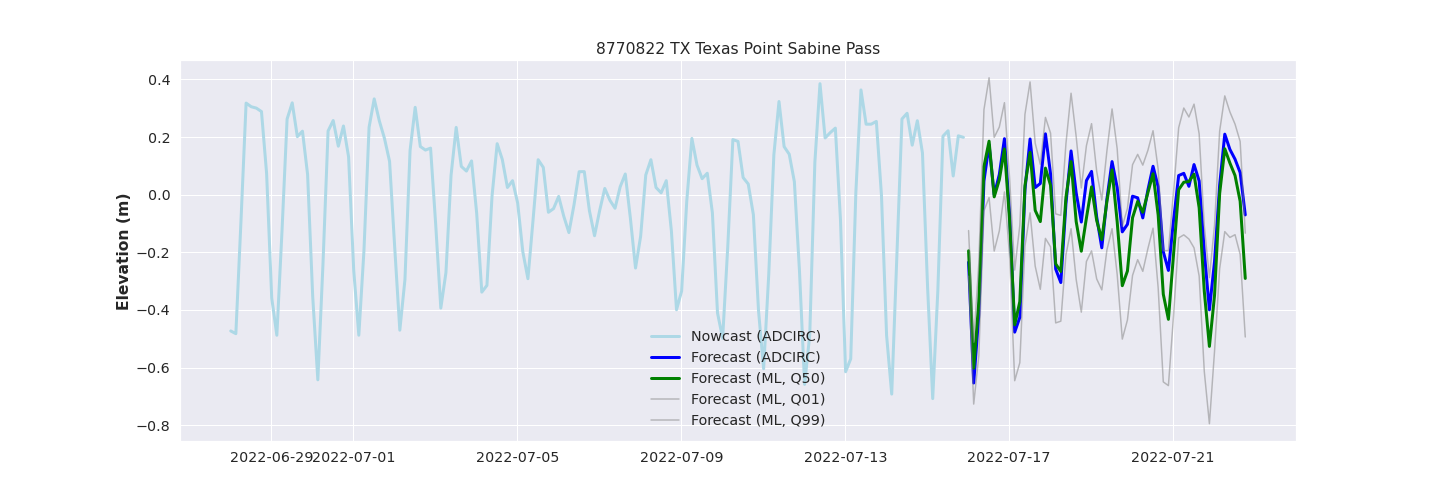 8770822 TX Texas Point Sabine Pass
Elevation (m)
0.4
0.2
0.0
−0.2
−0.4
−0.6
−0.8
Nowcast (ADCIRC)
Forecast (ADCIRC)
Forecast (ML, Q50)
Forecast (ML, Q01)
Forecast (ML, Q99)
2022-06-29 2022-07-01 2022-07-05 2022-07-09 2022-07-13 2022-07-17 2022-07-21